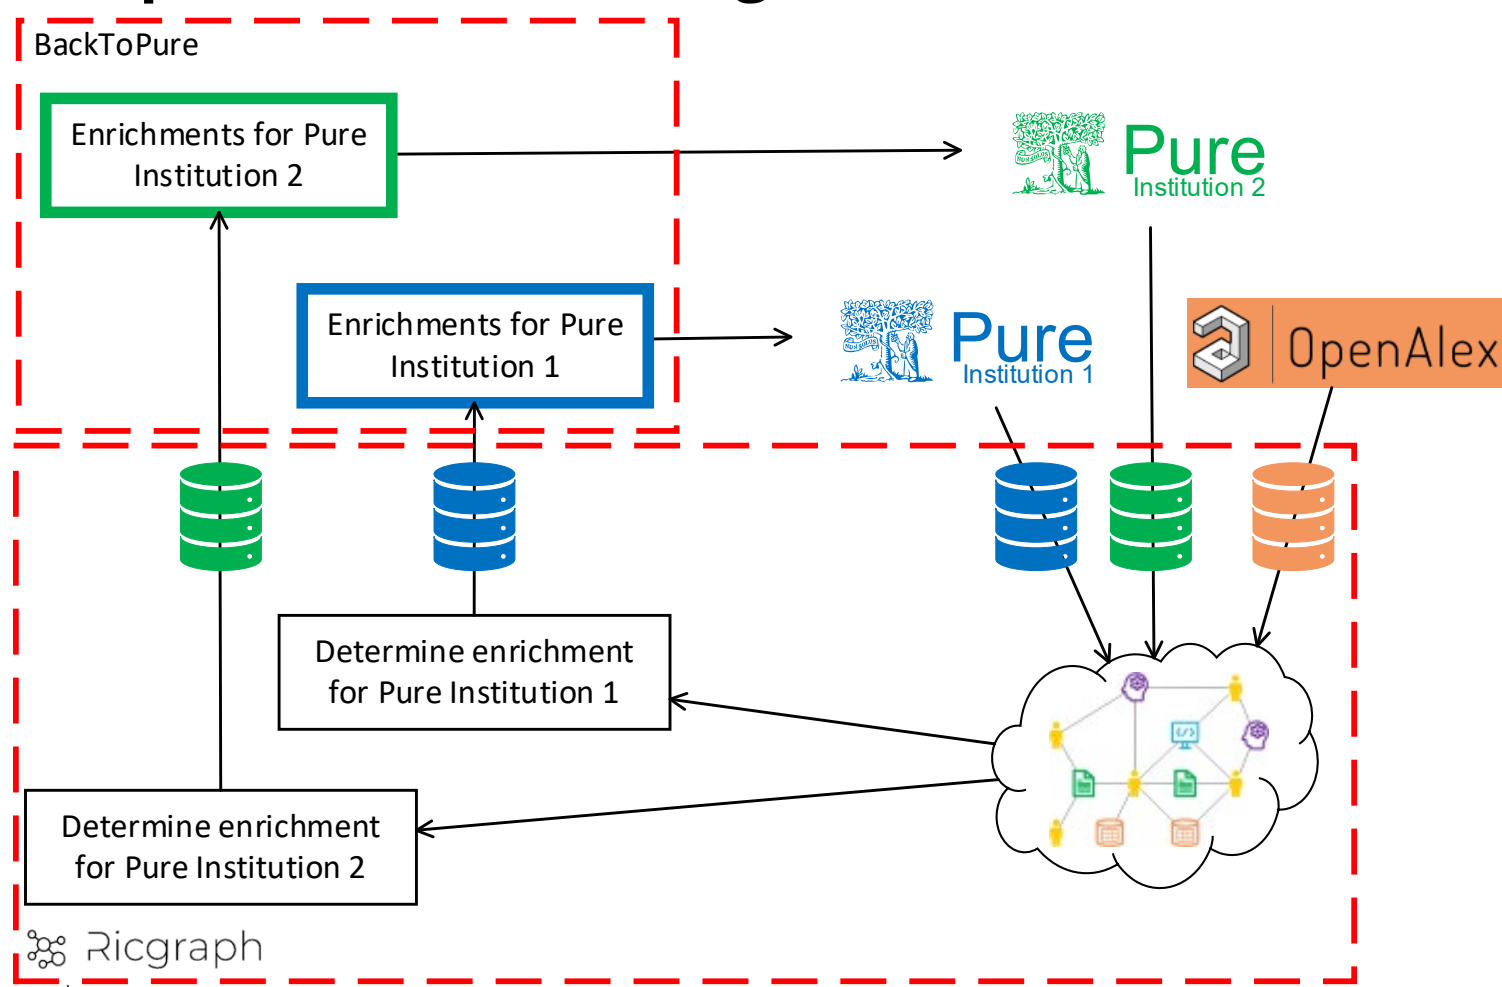 BackToPure
Enrichments for Pure
Institution 2
Pure
Institution 2
Enrichments for Pure
Institution 1
Pure
Institution 1
OpenAlex
Determine enrichment
for Pure Institution 1
Determine enrichment
for Pure Institution 2
Ricgraph